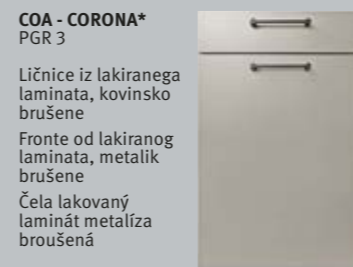 COA - CORONA*
PGR 3
Ličnice iz lakiranega
laminata, kovinsko
brušene
Fronte od lakiranog
laminata, metalik
brušene
Čela lakovaný
laminát metalíza
broušená